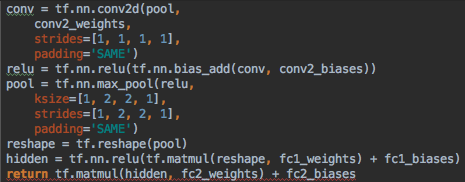 conv = tf.nn.conv2d(pool,
    conv2_weights,
    strides=[1, 1, 1, 1],
    padding='SAME')
relu = tf.nn.relu(tf.nn.bias_add(conv, conv2_biases))
pool = tf.nn.max_pool(relu,
    ksize=[1, 2, 2, 1],
    strides=[1, 2, 2, 1],
    padding='SAME')
reshape = tf.reshape(pool)
hidden = tf.nn.relu(tf.matmul(reshape, fc1_weights) + fc1_biases)
return tf.matmul(hidden, fc2_weights) + fc2_biases